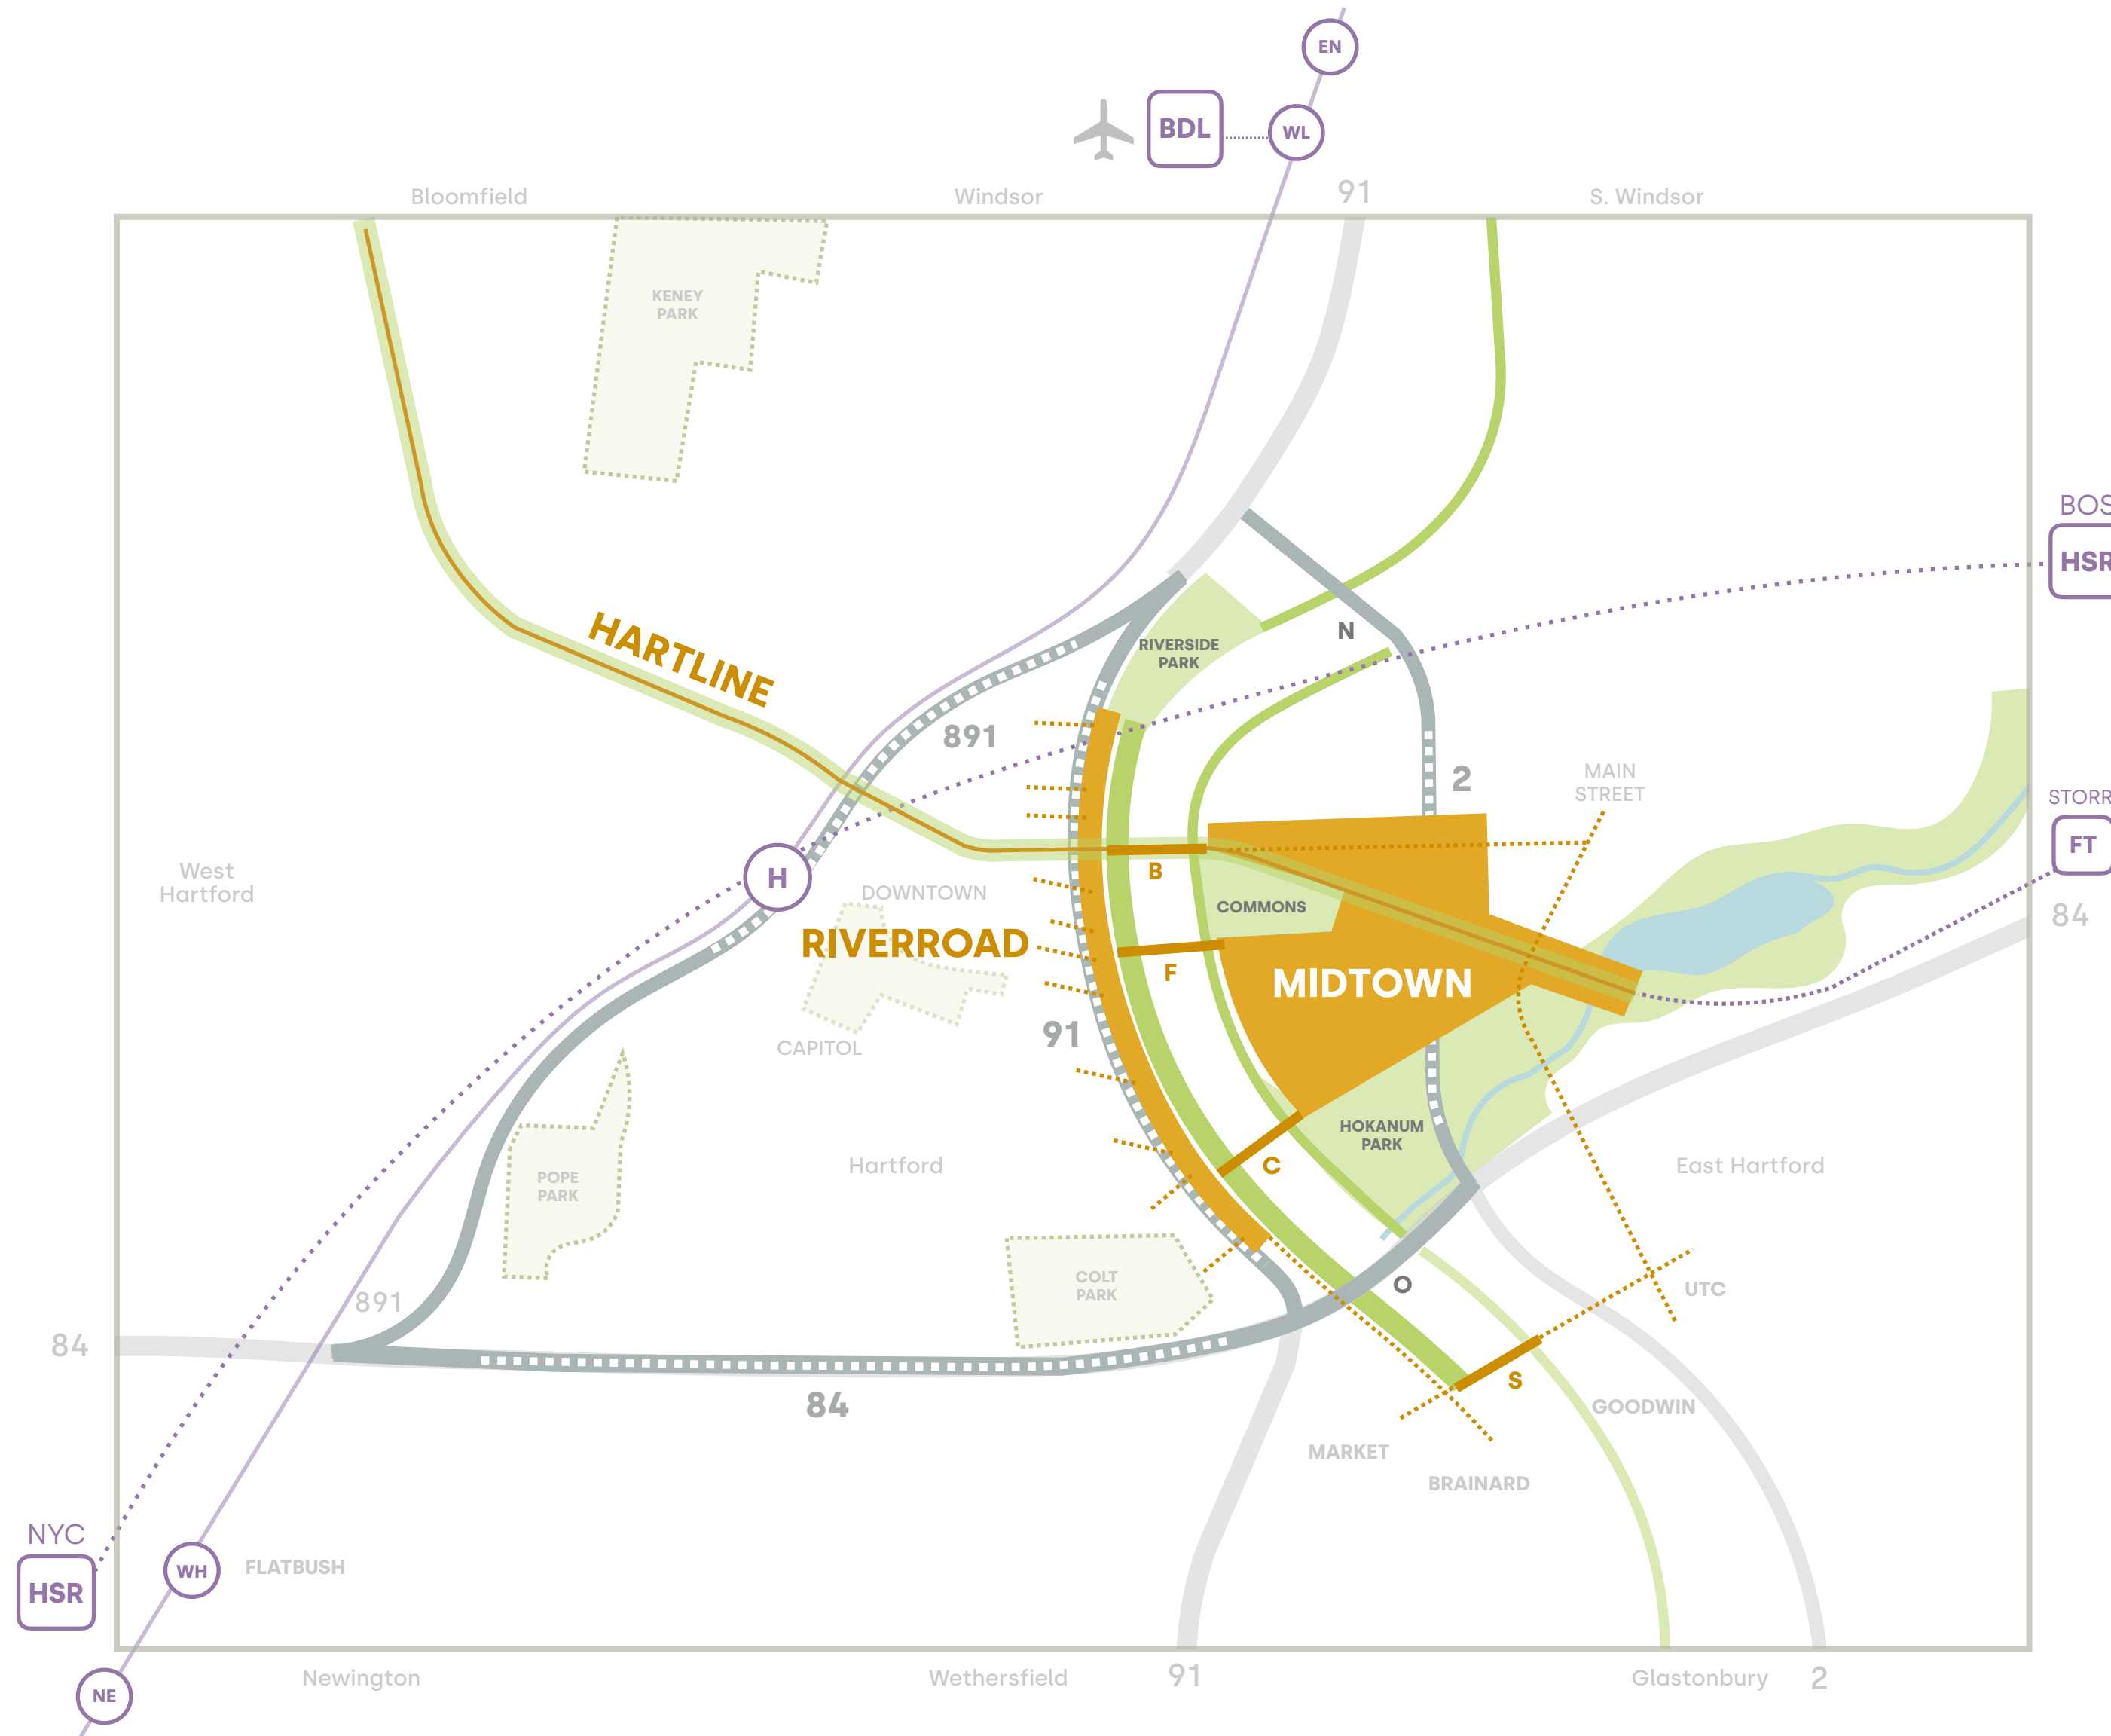 EN
BDL
WL
Bloomfield
Windsor
91
S. Windsor
KENEY
PARK
BOS
HSR
HARTLINE
RIVERSIDE
PARK
N
891
2
MAIN
STREET
STORR
FT
West
Hartford
H
DOWNTOWN
B
COMMONS
84
RIVERROAD
F
MIDTOWN
91
CAPITOL
HOKANUM
PARK
POPE
PARK
Hartford
C
East Hartford
COLT
PARK
O
UTC
891
84
84
S
GOODWIN
MARKET
BRAINARD
NYC
HSR
WH
FLATBUSH
NE
Newington
Wethersfield
91
Glastonbury
2